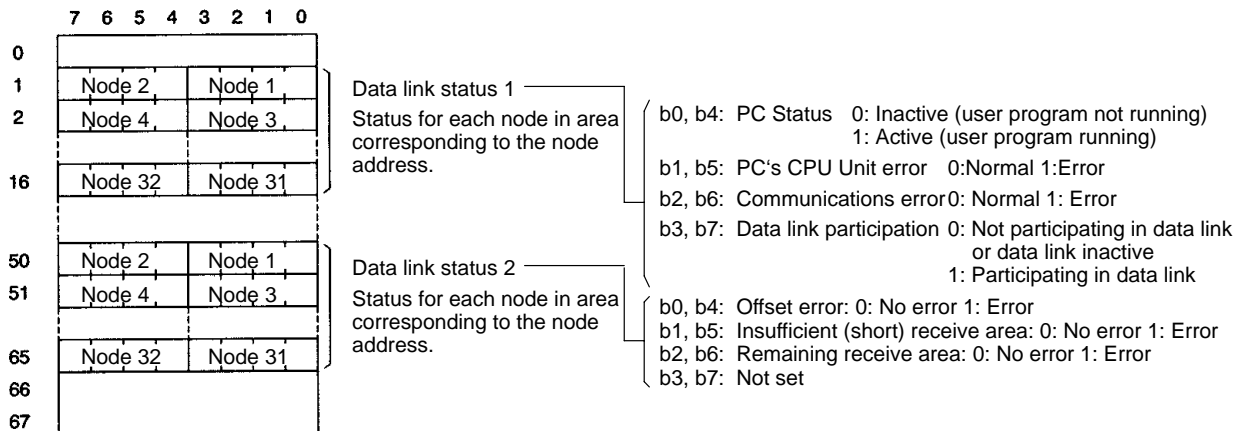 7 6 5 4 3 2 1 0
0
1 Node 2 Node 1
2 Node 4 Node 3
16 Node 32 Node 31
50 Node 2 Node 1
51 Node 4 Node 3
65 Node 32 Node 31
66
67
Data link status 1
Status for each node in area
corresponding to the node
address.
b0, b4: PC Status 0: Inactive (user program not running)
1: Active (user program running)
b1, b5: PC‘s CPU Unit error 0:Normal 1:Error
b2, b6: Communications error 0: Normal 1: Error
b3, b7: Data link participation 0: Not participating in data link
or data link inactive
1: Participating in data link
Data link status 2
Status for each node in area
corresponding to the node
address.
b0, b4: Offset error: 0: No error 1: Error
b1, b5: Insufficient (short) receive area: 0: No error 1: Error
b2, b6: Remaining receive area: 0: No error 1: Error
b3, b7: Not set